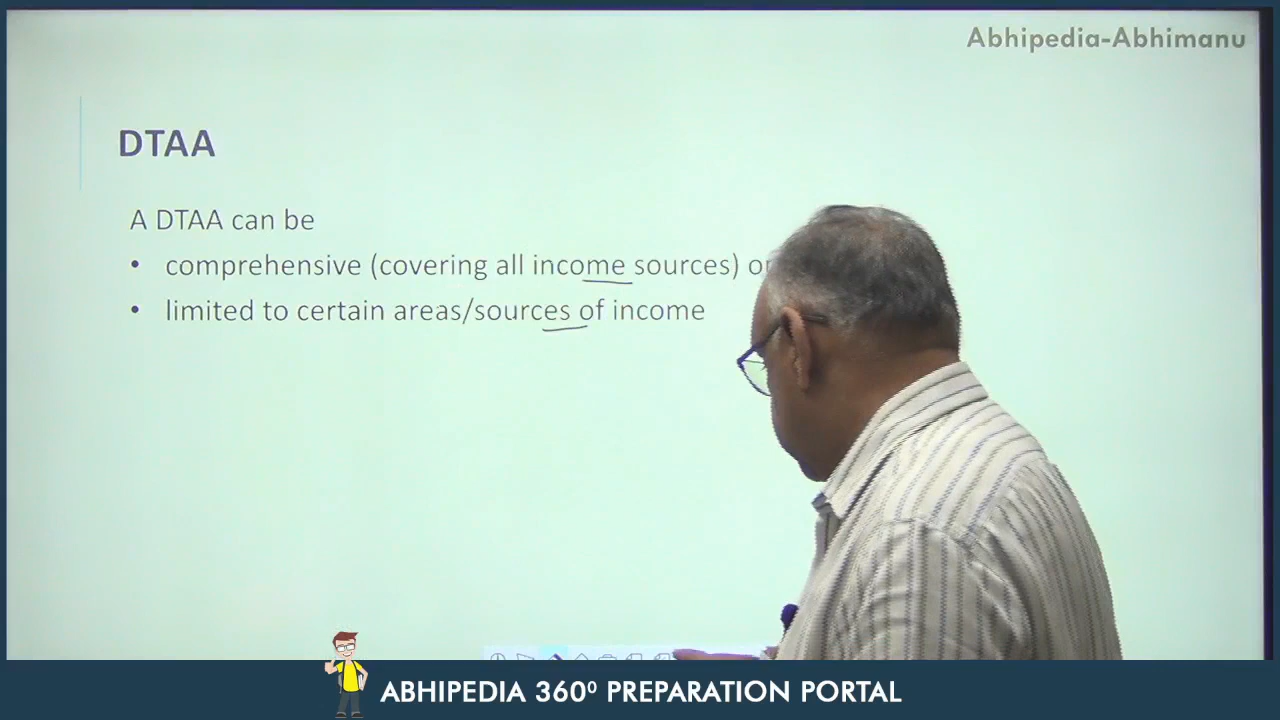 Abhipedia-Abhimanu
DTAA
A DTAA can be
• comprehensive (covering all income sources) or
• limited to certain areas/sources of income
ABHIPEDIA 360⁰ PREPARATION PORTAL